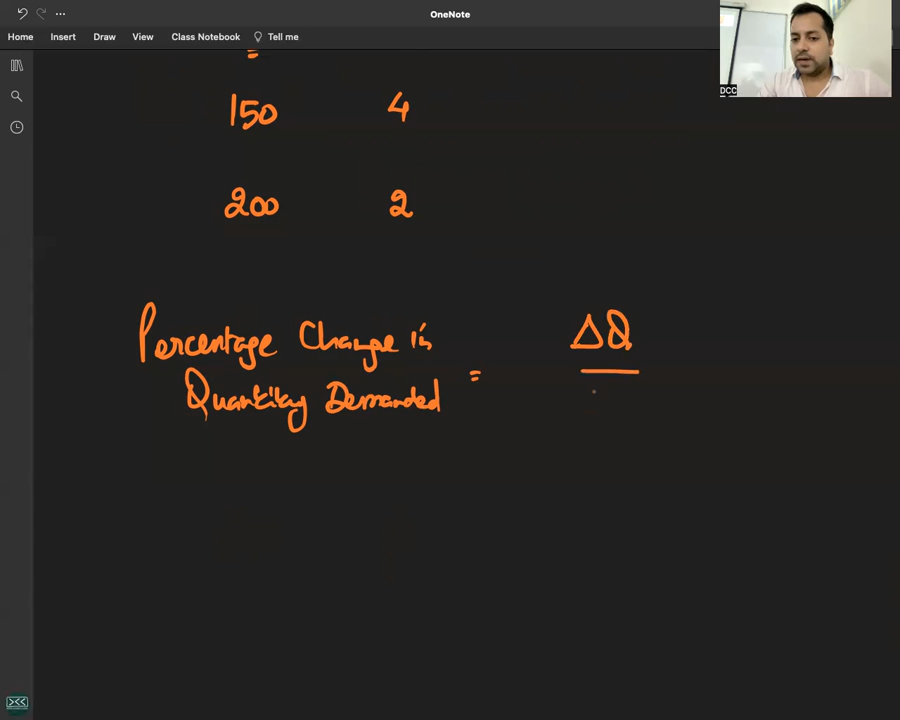 OneNote
Home Insert Draw View Class Notebook Tell me
DCC
=
150 4
200 2
Percentage Change in
Quantity Demanded = ΔQ